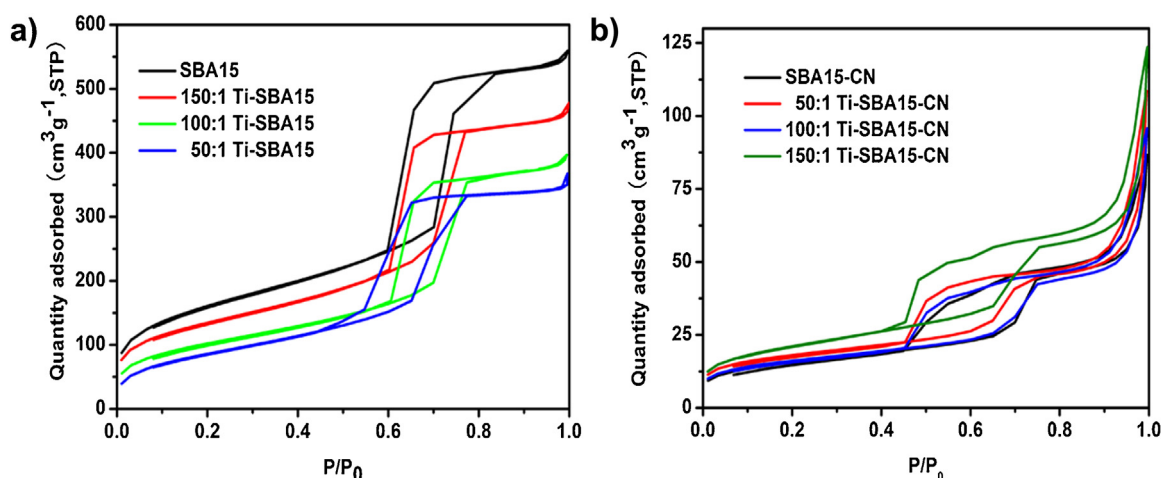 a)
Quantity adsorbed (cm³g⁻¹,STP)
600
500
400
300
200
100
0
SBA15
150:1 Ti-SBA15
100:1 Ti-SBA15
50:1 Ti-SBA15
0.0 0.2 0.4 0.6 0.8 1.0
P/P₀
b)
Quantity adsorbed (cm³g⁻¹,STP)
125
100
75
50
25
0
SBA15-CN
50:1 Ti-SBA15-CN
100:1 Ti-SBA15-CN
150:1 Ti-SBA15-CN
0.0 0.2 0.4 0.6 0.8 1.0
P/P₀